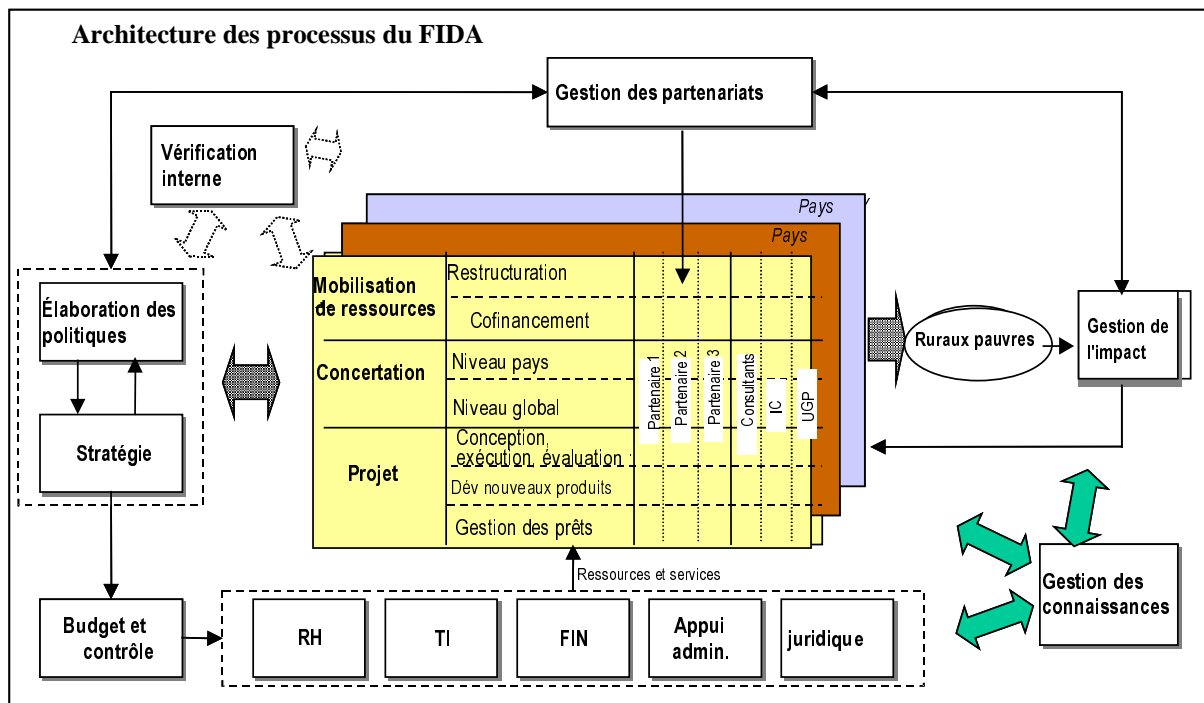 Architecture des processus du FIDA
Gestion des partenariats
Vérification
interne
Pays
Pays
Mobilisation
de ressources
Restructuration
Cofinancement
Concertation
Niveau pays
Niveau global
Projet
Conception,
exécution, évaluation
Dév nouveaux produits
Gestion des prêts
Partenaire 1
Partenaire 2
Partenaire 3
Consultants
IC
UGP
Élaboration des
politiques
Stratégie
Ruraux pauvres
Gestion de
l'impact
Ressources et services
Budget et
contrôle
RH
TI
FIN
Appui
admin.
juridique
Gestion des
connaissances